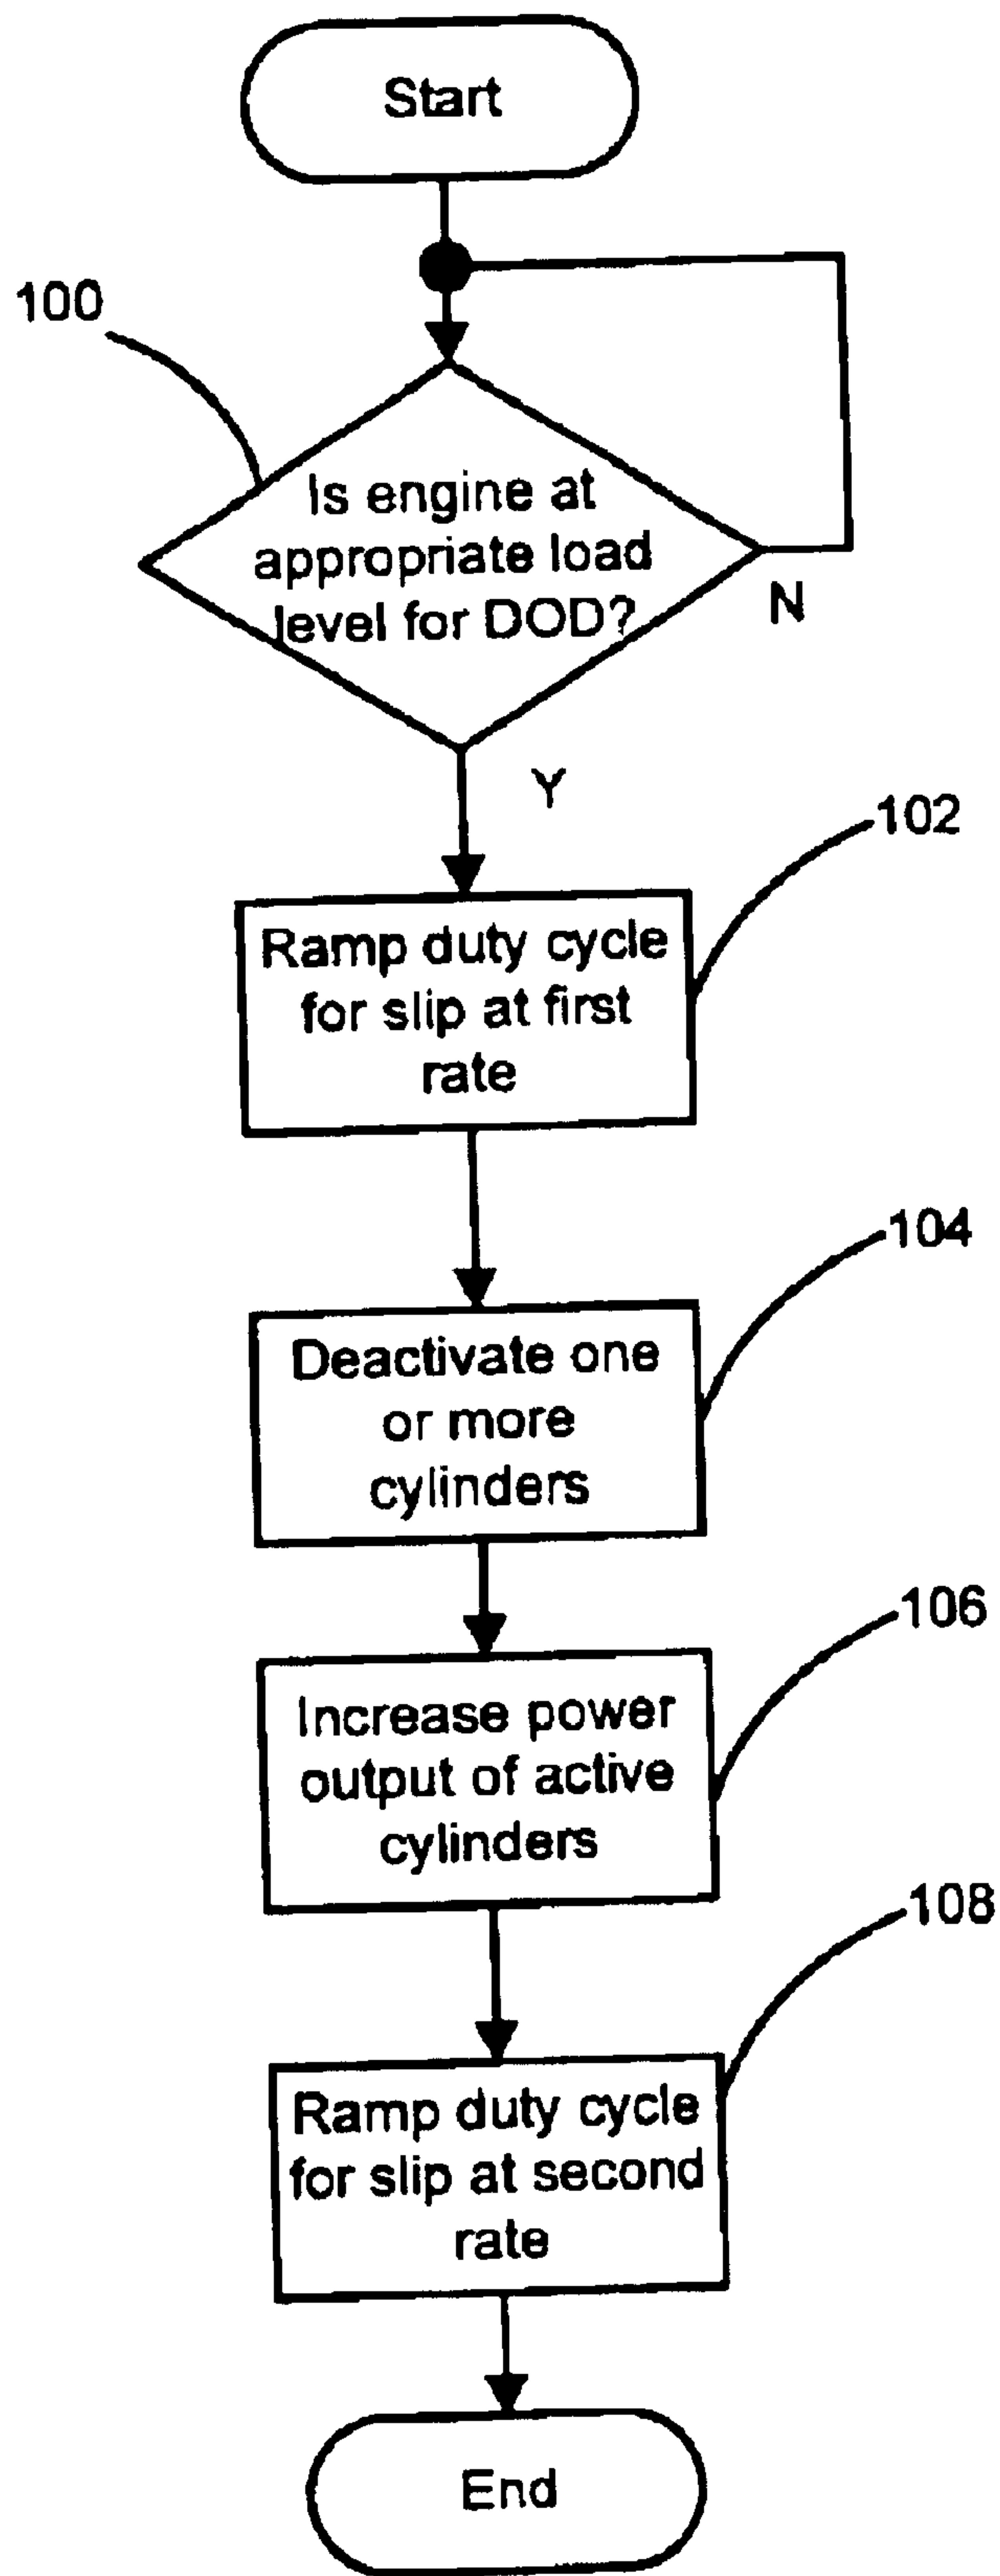 Start
100
Is engine at
appropriate load
level for DOD?
N
Y
102
Ramp duty cycle
for slip at first
rate
104
Deactivate one
or more
cylinders
106
Increase power
output of active
cylinders
108
Ramp duty cycle
for slip at second
rate
End